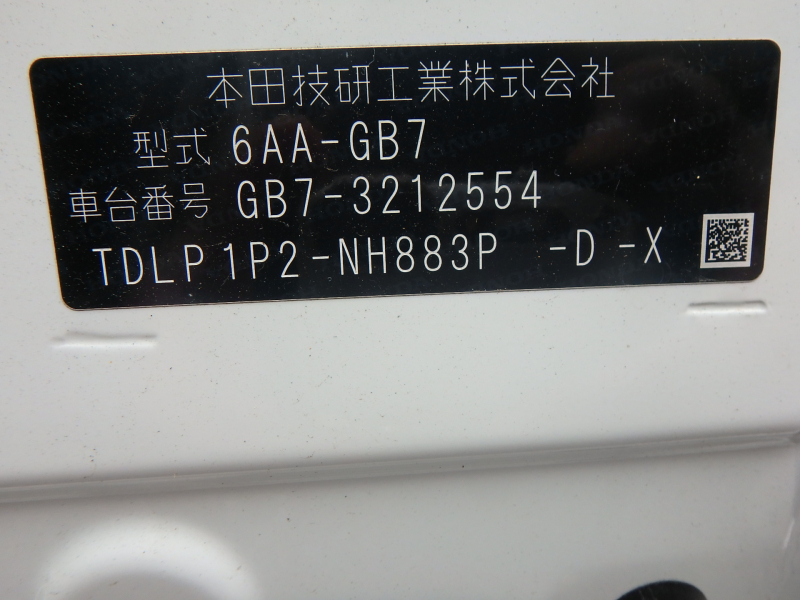 本田技研工業株式会社
型式 6AA-GB7
車台番号 GB7-3212554
TDLP1P2-NH883P -D-X